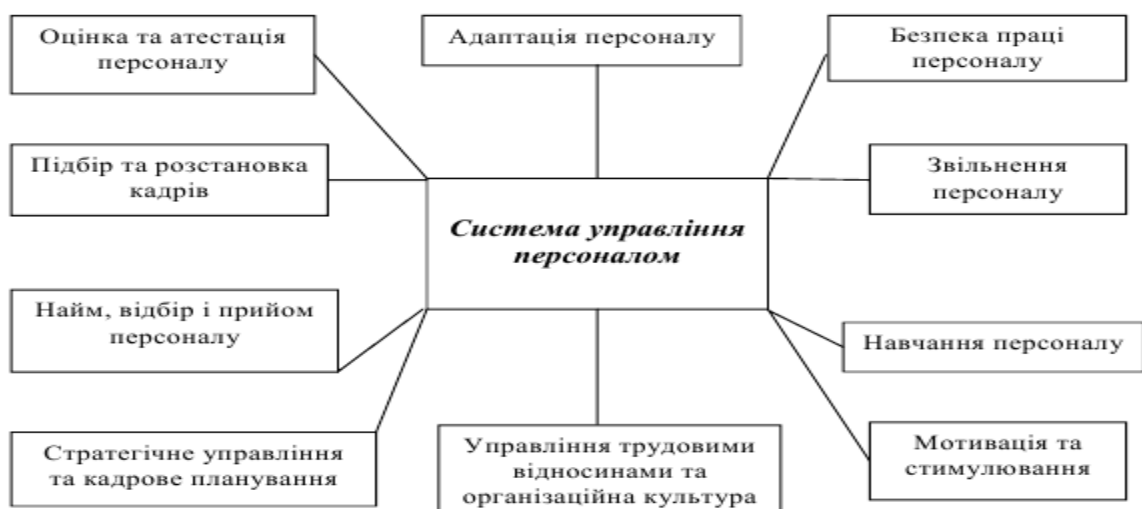 Оцінка та атестація
персоналу
Адаптація персоналу
Безпека праці
персоналу
Підбір та розстановка
кадрів
Звільнення
персоналу
Система управління
персоналом
Найм, відбір і прийом
персоналу
Навчання персоналу
Стратегічне управління
та кадрове планування
Управління трудовими
відносинами та
організаційна культура
Мотивація та
стимулювання